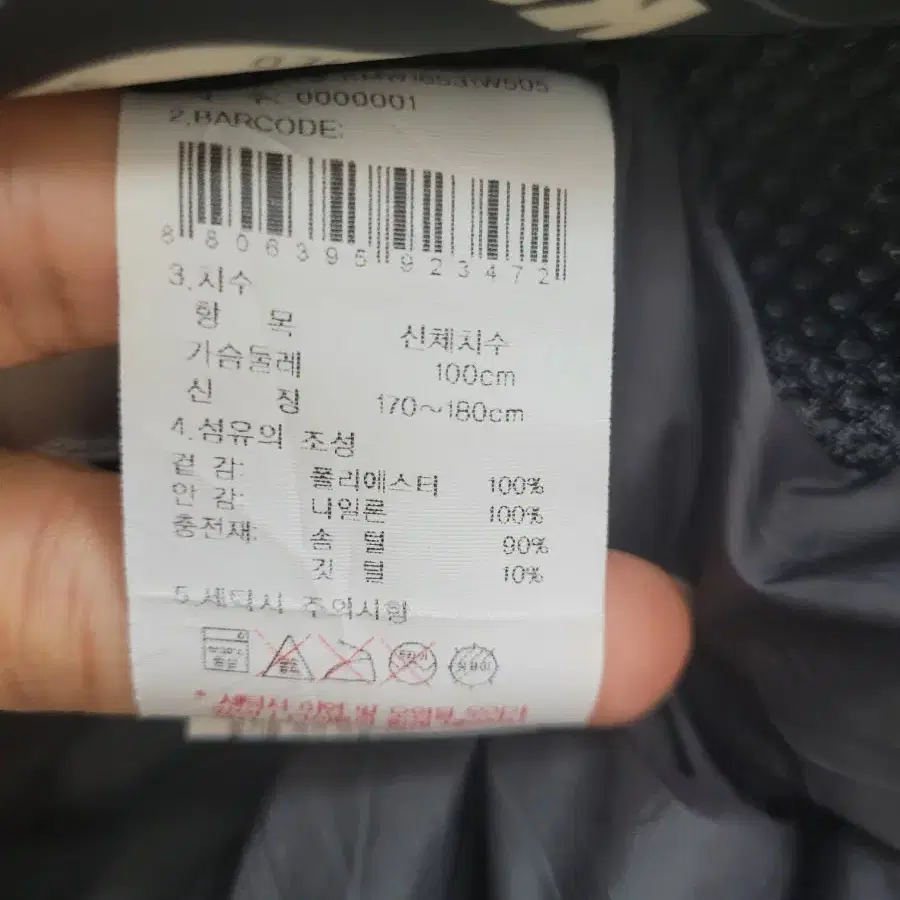 0000001
2.BARCODE:
8 806395 923472
3.치수
항 목 신체치수
가슴둘레 100cm
신 장 170~180cm
4.섬유의 조성
겉 감: 폴리에스터 100%
안 감: 나일론 100%
충전재: 솜 털 90%
깃 털 10%
5.세탁시 주의사항